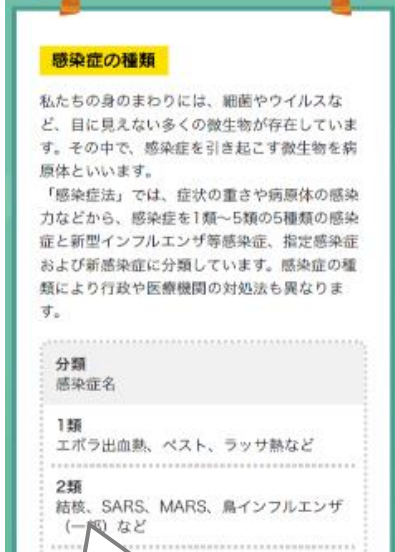 感染症の種類
私たちの身のまわりには、細菌やウイルスな
ど、目に見えない多くの微生物が存在していま
す。その中で、感染症を引き起こす微生物を病
原体といいます。
「感染症法」では、症状の重さや病原体の感染
力などから、感染症を1類～5類の5種類の感染
症と新型インフルエンザ等感染症、指定感染症
および新感染症に分類しています。感染症の種
類により行政や医療機関の対処法も異なりま
す。
分類
感染症名
1類
エボラ出血熱、ペスト、ラッサ熱など
2類
結核、SARS、MARS、鳥インフルエンザ
（一部）など